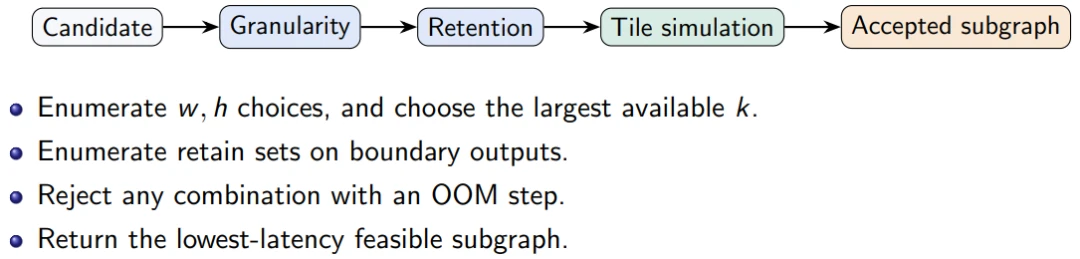 Candidate Granularity Retention Tile simulation Accepted subgraph
Enumerate w, h choices, and choose the largest available k.
Enumerate retain sets on boundary outputs.
Reject any combination with an OOM step.
Return the lowest-latency feasible subgraph.